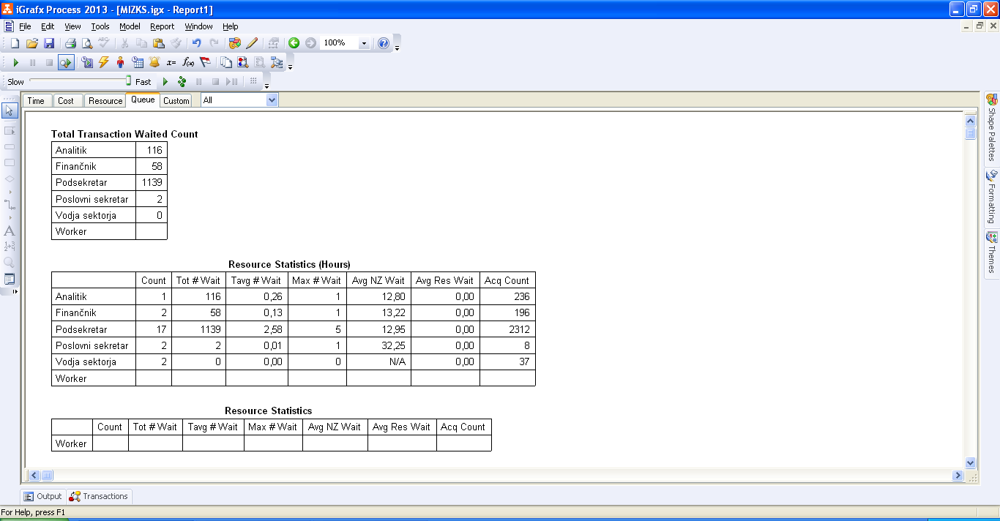 iGrafx Process 2013 - [MIZKS.igx - Report1]
File Edit View Tools Model Report Window Help
100%
Slow Fast
Time Cost Resource Queue Custom All
Total Transaction Waited Count
Analitik 116
Finančnik 58
Podsekretar 1139
Poslovni sekretar 2
Vodja sektorja 0
Worker
Resource Statistics (Hours)
Count Tot # Wait Tavg # Wait Max # Wait Avg NZ Wait Avg Res Wait Acq Count
Analitik 1 116 0,26 1 12,80 0,00 236
Finančnik 2 58 0,13 1 13,22 0,00 196
Podsekretar 17 1139 2,58 5 12,95 0,00 2312
Poslovni sekretar 2 2 0,01 1 32,25 0,00 8
Vodja sektorja 2 0 0,00 0 N/A 0,00 37
Worker
Resource Statistics
Count Tot # Wait Tavg # Wait Max # Wait Avg NZ Wait Avg Res Wait Acq Count
Worker
Shape Palettes
Formatting
Themes
Output Transactions
For Help, press F1